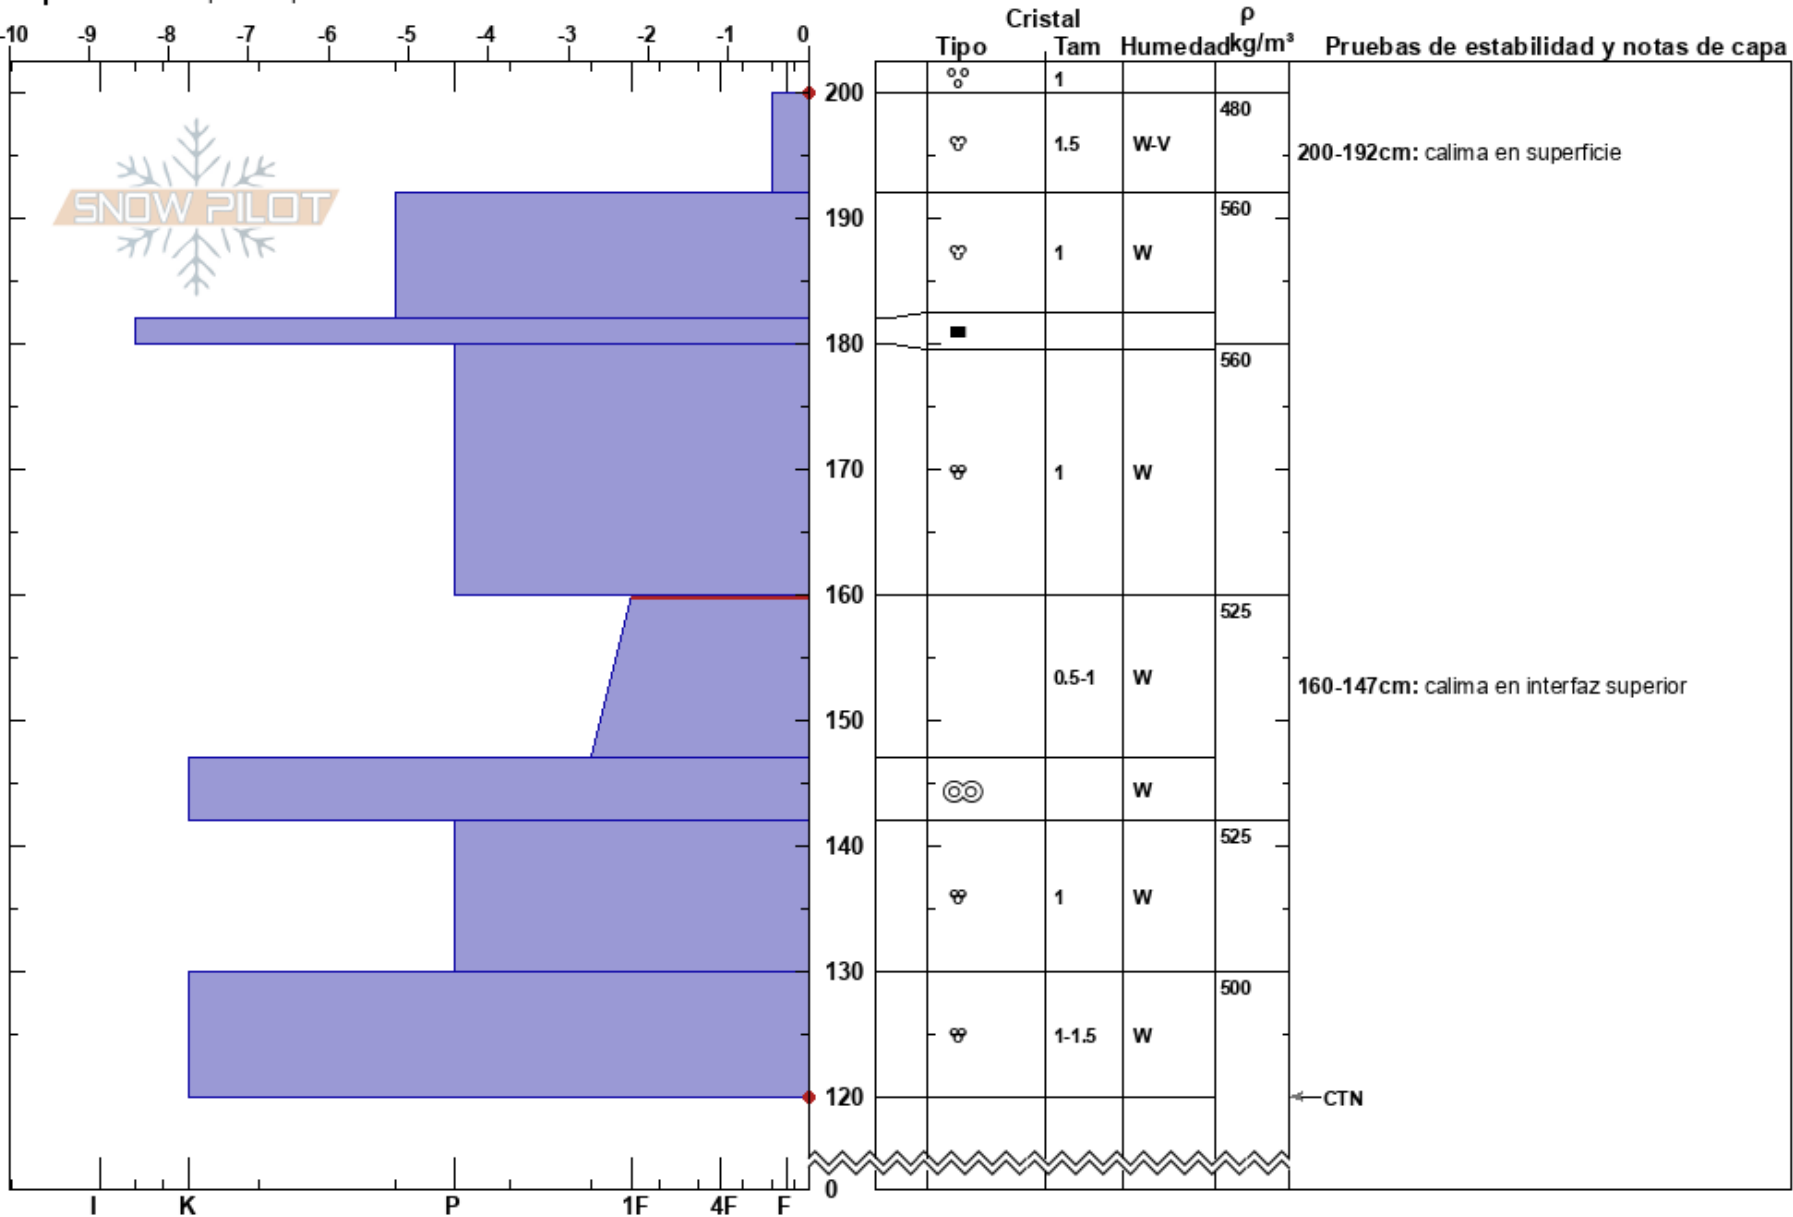 Cristal ρ
-10 -9 -8 -7 -6 -5 -4 -3 -2 -1 0 Tipo Tam Humedad kg/m³ Pruebas de estabilidad y notas de capa
1
200
480
1.5 W-V
200-192cm: calima en superficie
SNOW PILOT
560
190
1 W
180
560
170 1 W
160
525
0.5-1 W
160-147cm: calima en interfaz superior
150
W
525
140
1 W
130
500
1-1.5 W
120 CTN
0
I K P 1F 4F F